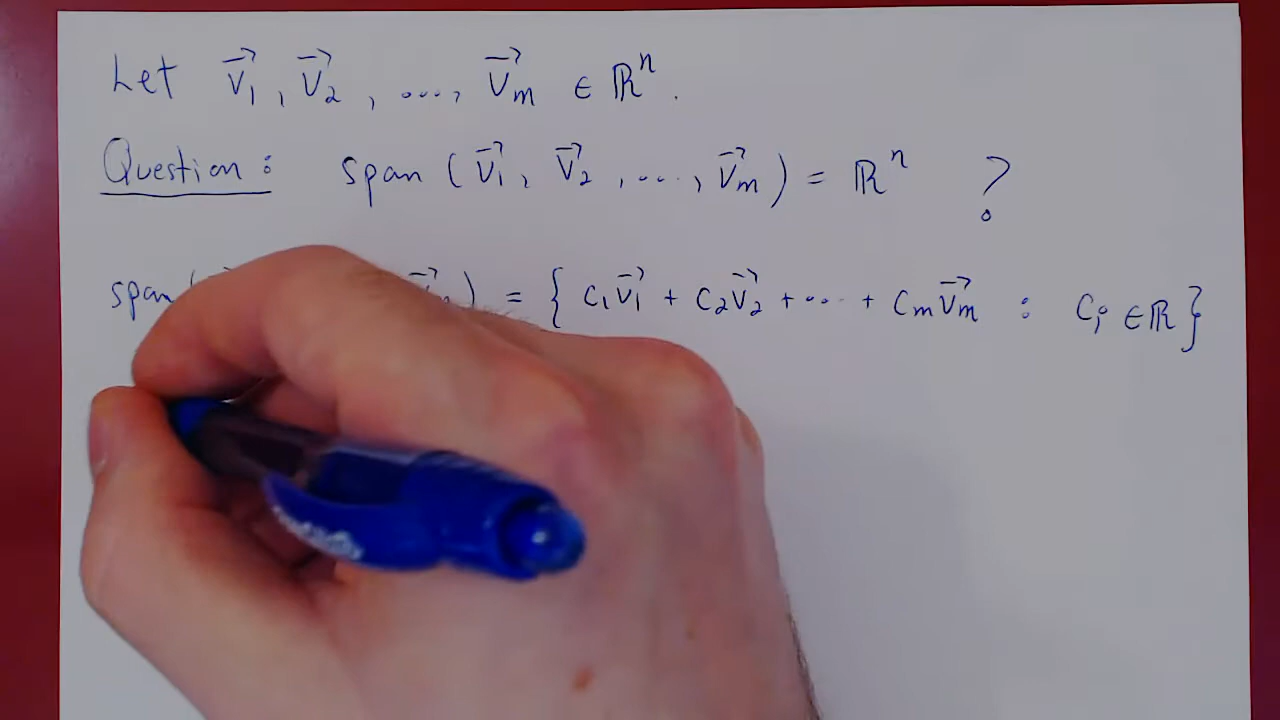 Let v⃗₁, v⃗₂, ..., v⃗ₘ ∈ ℝⁿ.
Question: span (v⃗₁, v⃗₂, ..., v⃗ₘ) = ℝⁿ ?
span( ) = { c₁v⃗₁ + c₂v⃗₂ + ... + cₘv⃗ₘ : cᵢ ∈ ℝ }